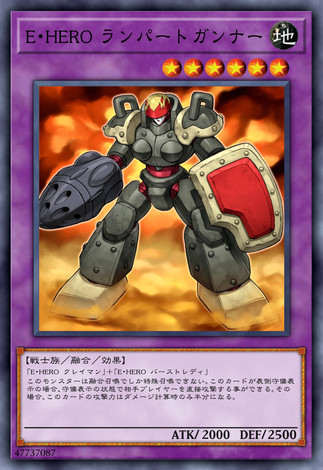 E・HERO ランパートガンナー
地
【戦士族／融合／効果】
「E・HERO クレイマン」＋「E・HERO バーストレディ」
このモンスターは融合召喚でしか特殊召喚できない。このカードが表側守備表
示の場合、守備表示の状態で相手プレイヤーを直接攻撃する事ができる。その
場合、このカードの攻撃力はダメージ計算時のみ半分になる。
ATK/ 2000 DEF/2500
47737087